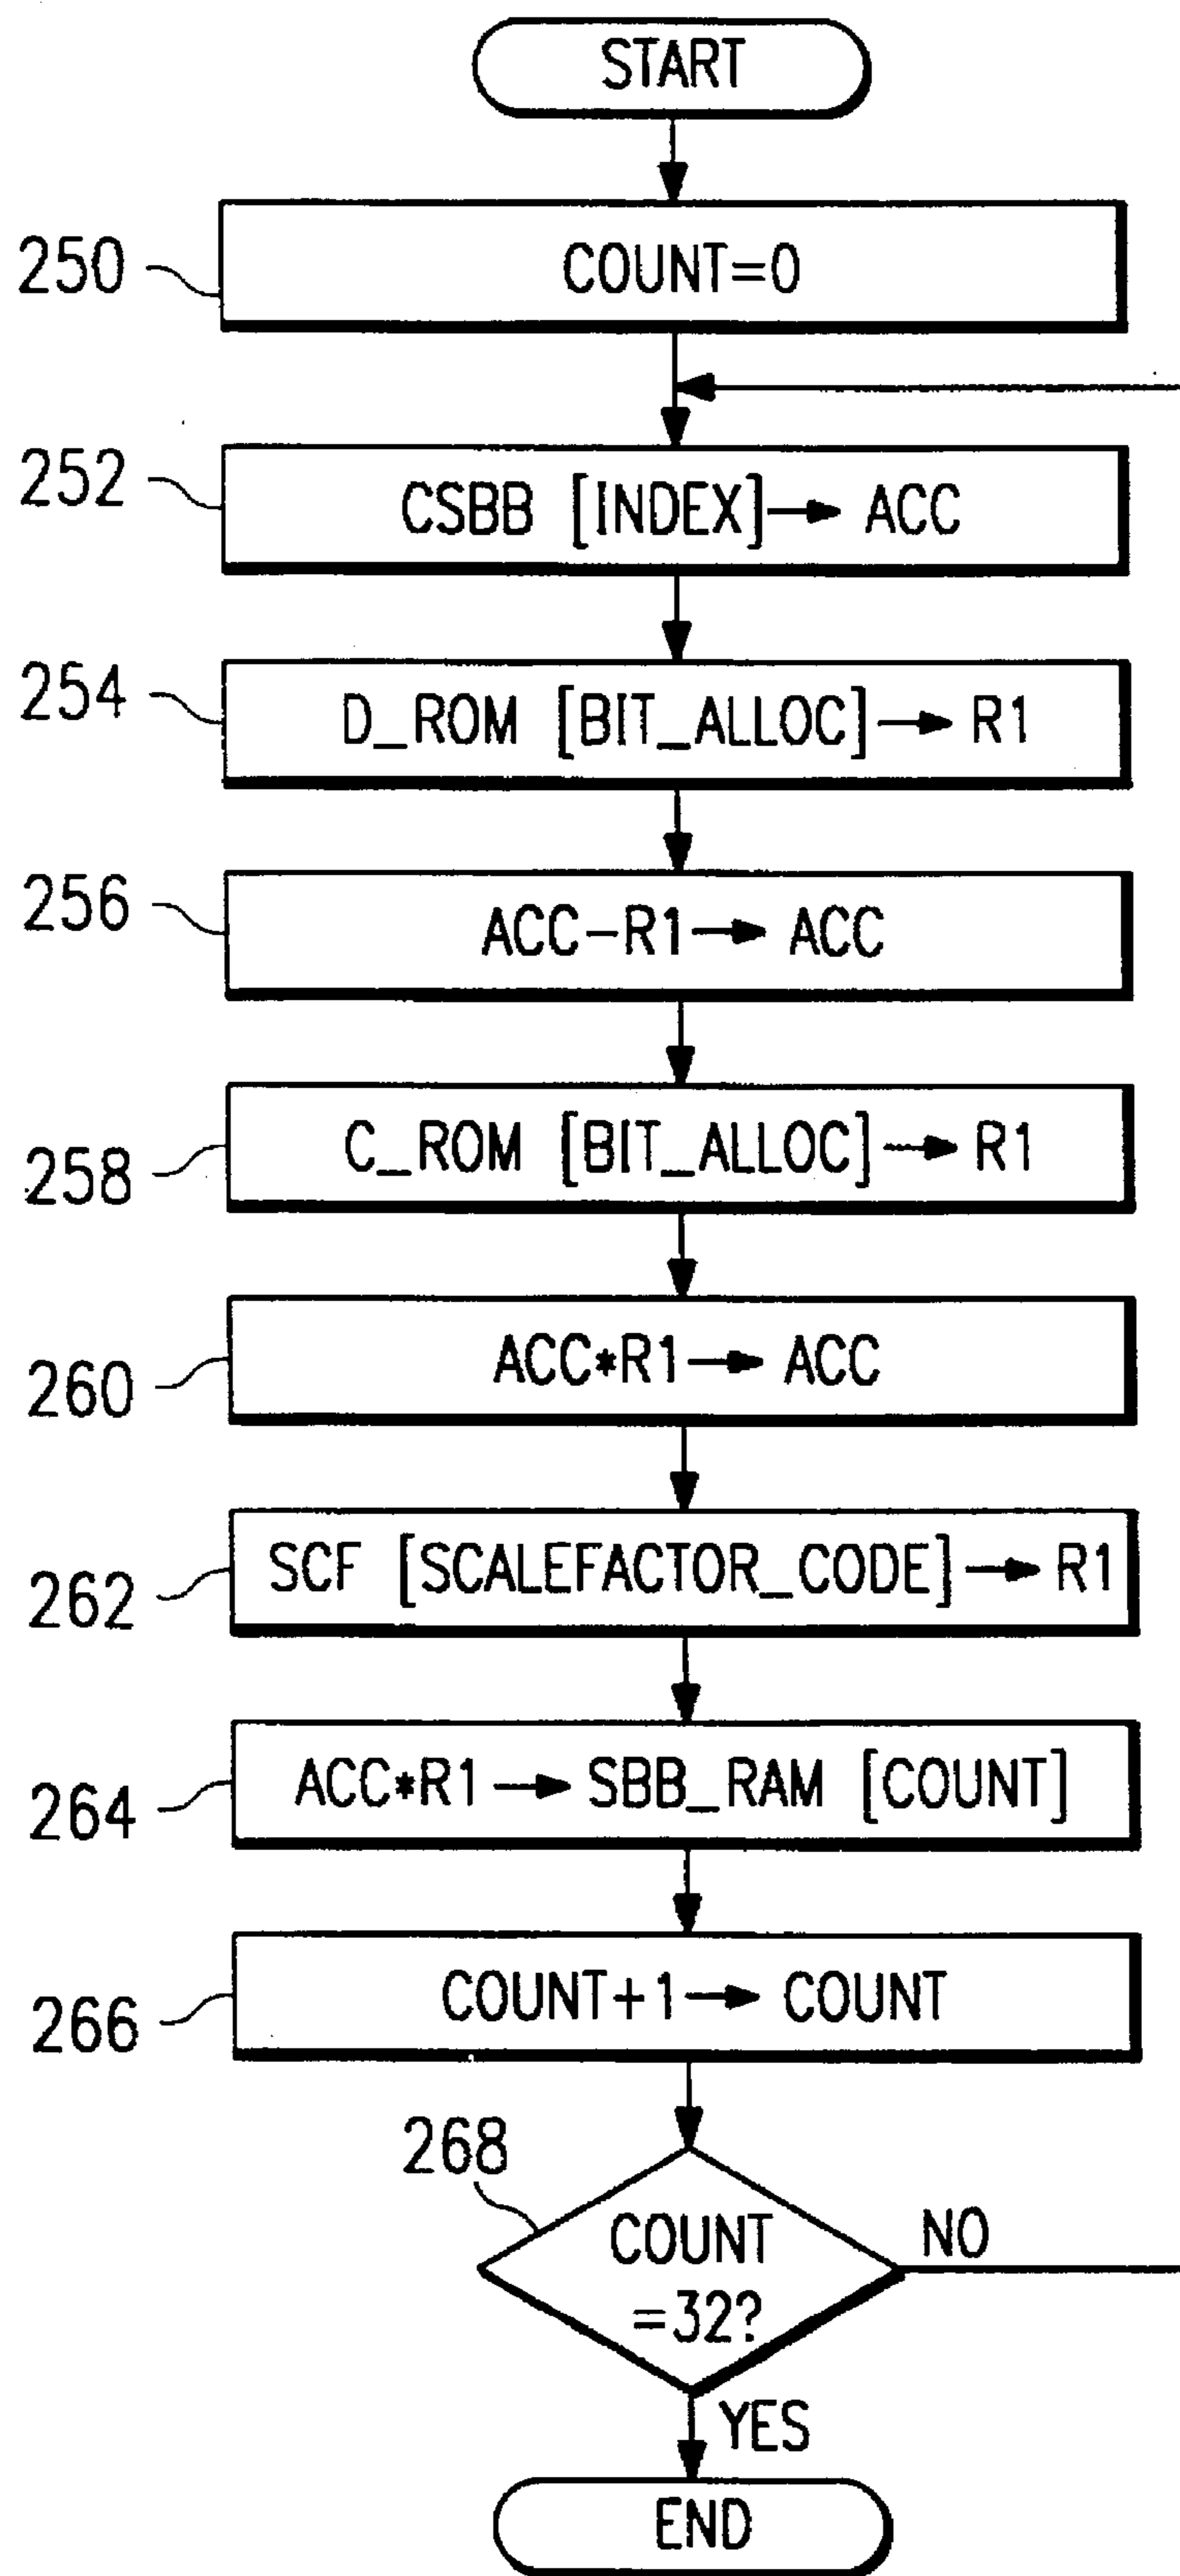 START
250
COUNT=0
252
CSBB [INDEX]→ ACC
254
D_ROM [BIT_ALLOC]→ R1
256
ACC-R1→ ACC
258
C_ROM [BIT_ALLOC]→ R1
260
ACC*R1→ ACC
262
SCF [SCALEFACTOR_CODE]→ R1
264
ACC*R1→ SBB_RAM [COUNT]
266
COUNT+1→ COUNT
268
COUNT
=32?
NO
YES
END